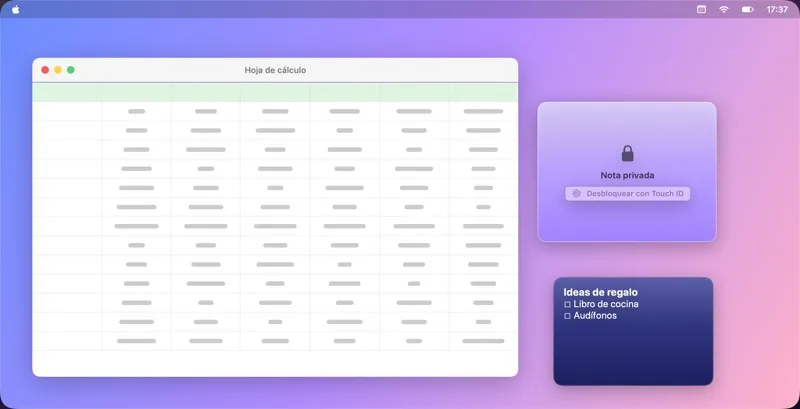 17:37
Hoja de cálculo
Nota privada
Desbloquear con Touch ID
Ideas de regalo
Libro de cocina
Audífonos